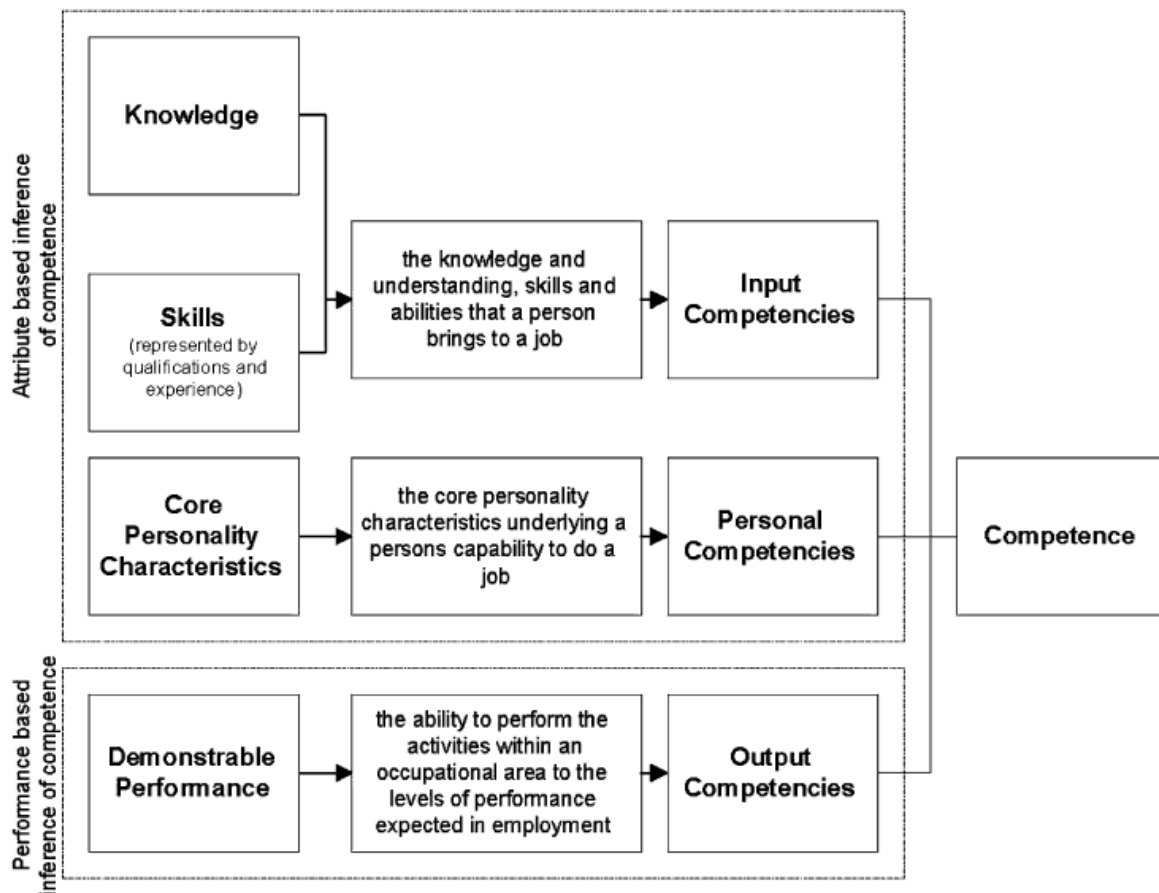 Attribute based inference
of competence
Knowledge
Skills
(represented by
qualifications and
experience)
the knowledge and
understanding, skills and
abilities that a person
brings to a job
Input
Competencies
Core
Personality
Characteristics
the core personality
characteristics underlying a
persons capability to do a
job
Personal
Competencies
Competence
Performance based
inference of competence
Demonstrable
Performance
the ability to perform the
activities within an
occupational area to the
levels of performance
expected in employment
Output
Competencies